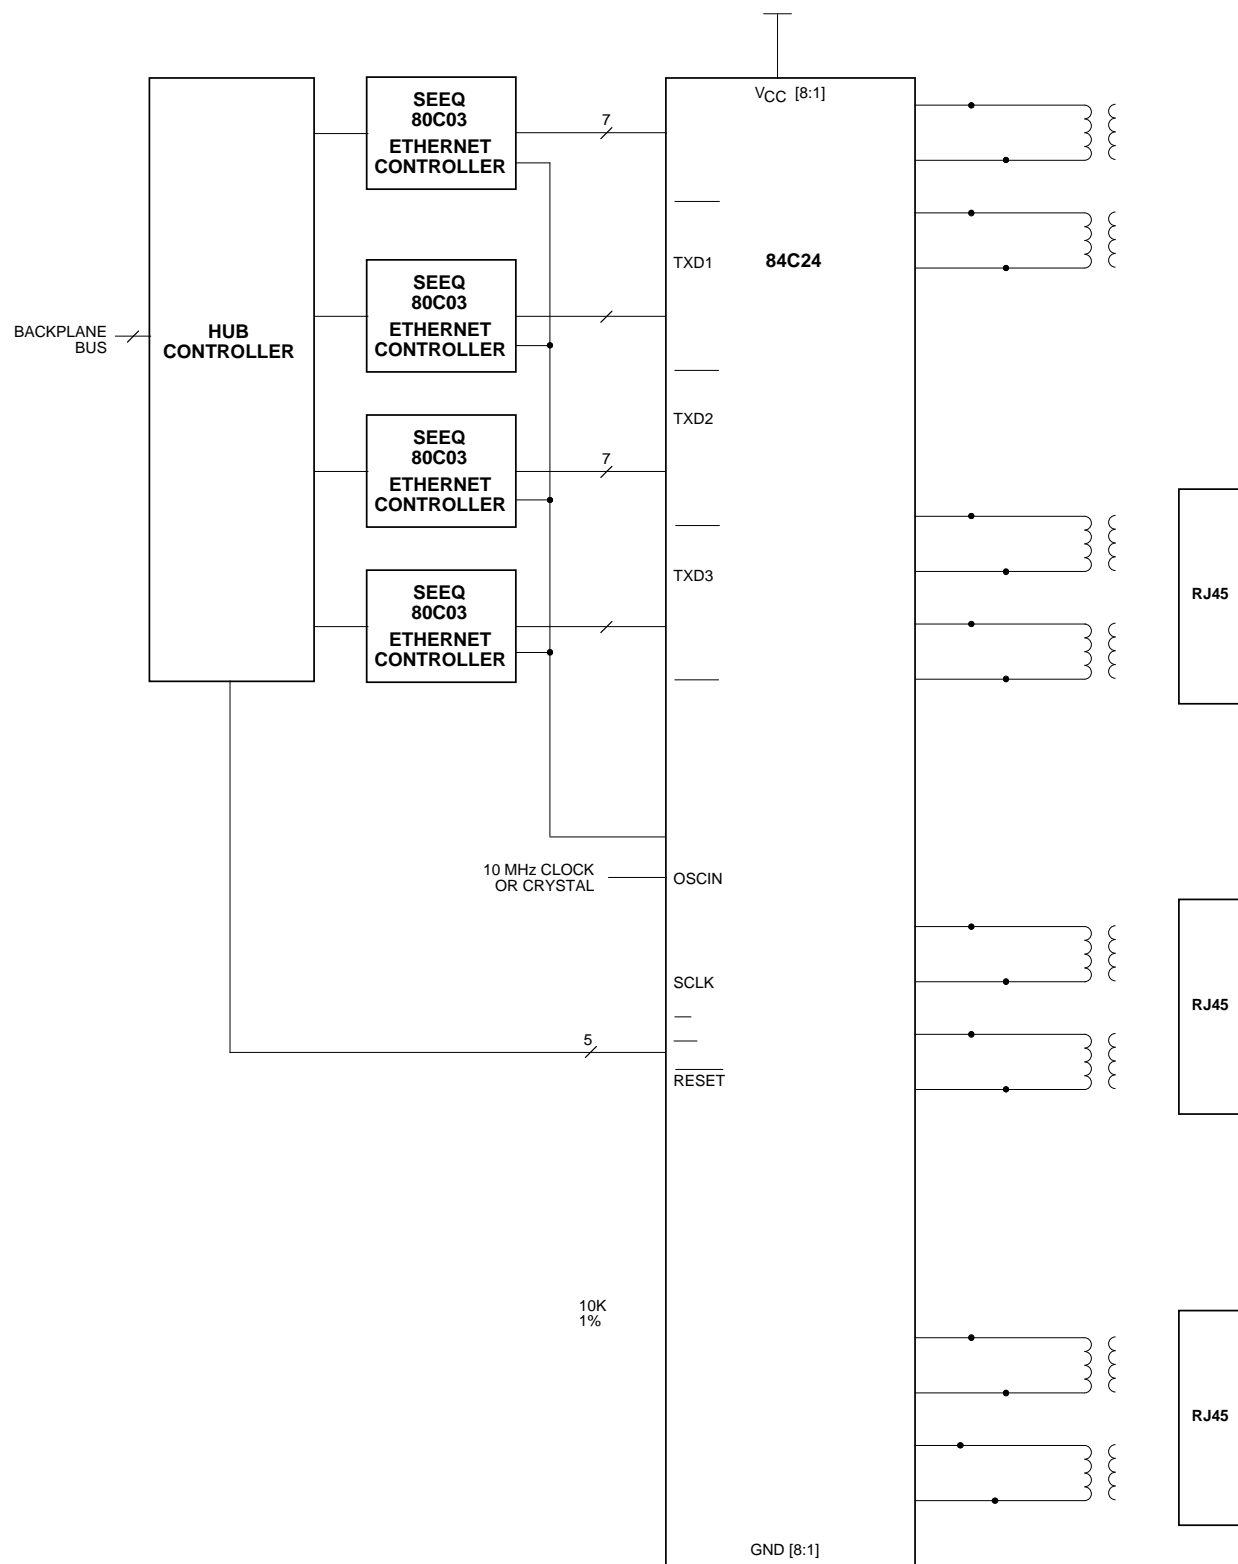 VCC [8:1]
SEEQ
80C03
ETHERNET
CONTROLLER
7
TXD1
84C24
SEEQ
80C03
ETHERNET
CONTROLLER
BACKPLANE
BUS
HUB
CONTROLLER
TXD2
SEEQ
80C03
ETHERNET
CONTROLLER
7
TXD3
RJ45
SEEQ
80C03
ETHERNET
CONTROLLER
10 MHz CLOCK
OR CRYSTAL
OSCIN
SCLK
RJ45
5
RESET
10K
1%
RJ45
GND [8:1]